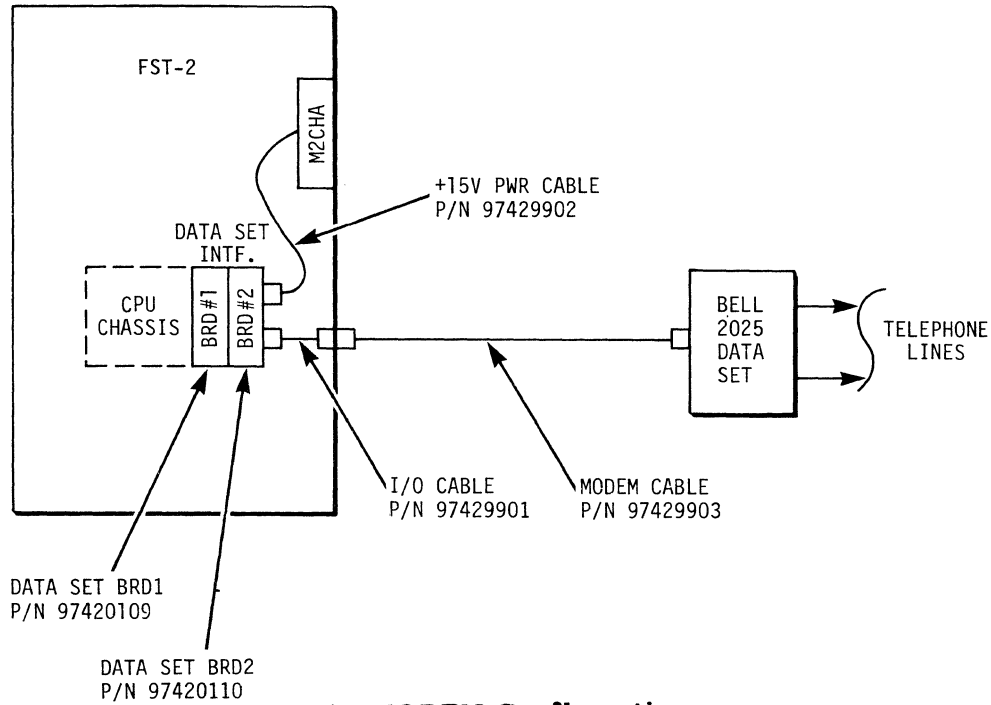 FST-2
M2CHA
+15V PWR CABLE
P/N 97429902
DATA SET
INTF.
CPU
CHASSIS
BRD#1
BRD#2
BELL
2025
DATA
SET
TELEPHONE
LINES
I/O CABLE
P/N 97429901
MODEM CABLE
P/N 97429903
DATA SET BRD1
P/N 97420109
DATA SET BRD2
P/N 97420110